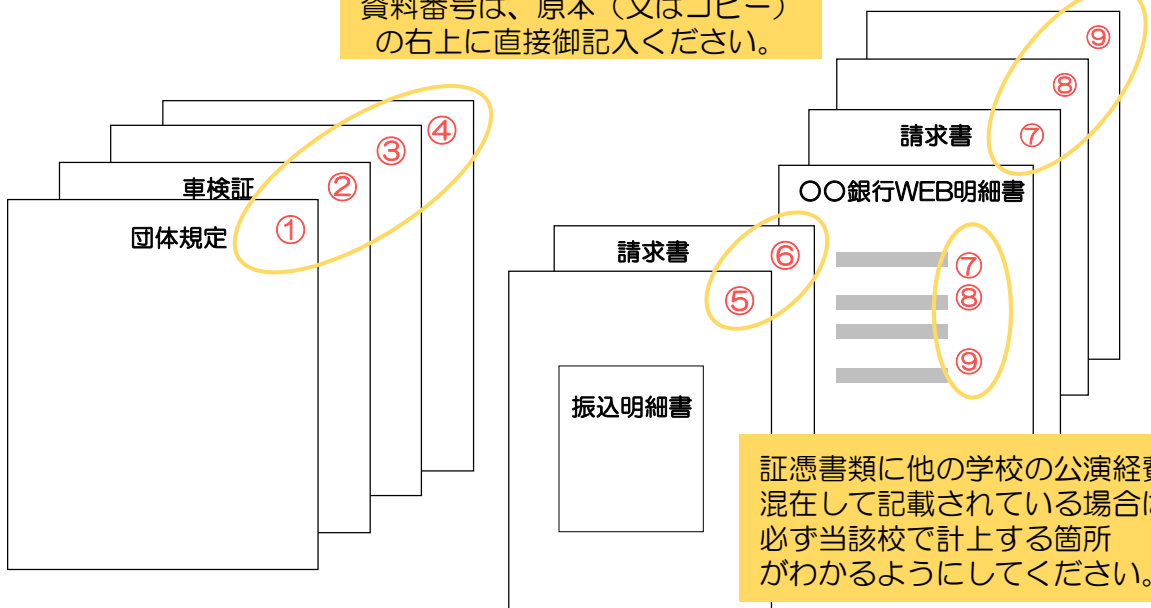 資料番号は、原本（又はコピー）
の右上に直接御記入ください。
④
③
車検証 ②
団体規定 ①
請求書 ⑥
⑤
振込明細書
⑨
⑧
請求書 ⑦
〇〇銀行WEB明細書
⑦
⑧
⑨
証憑書類に他の学校の公演経費
混在して記載されている場合は
必ず当該校で計上する箇所
がわかるようにしてください。